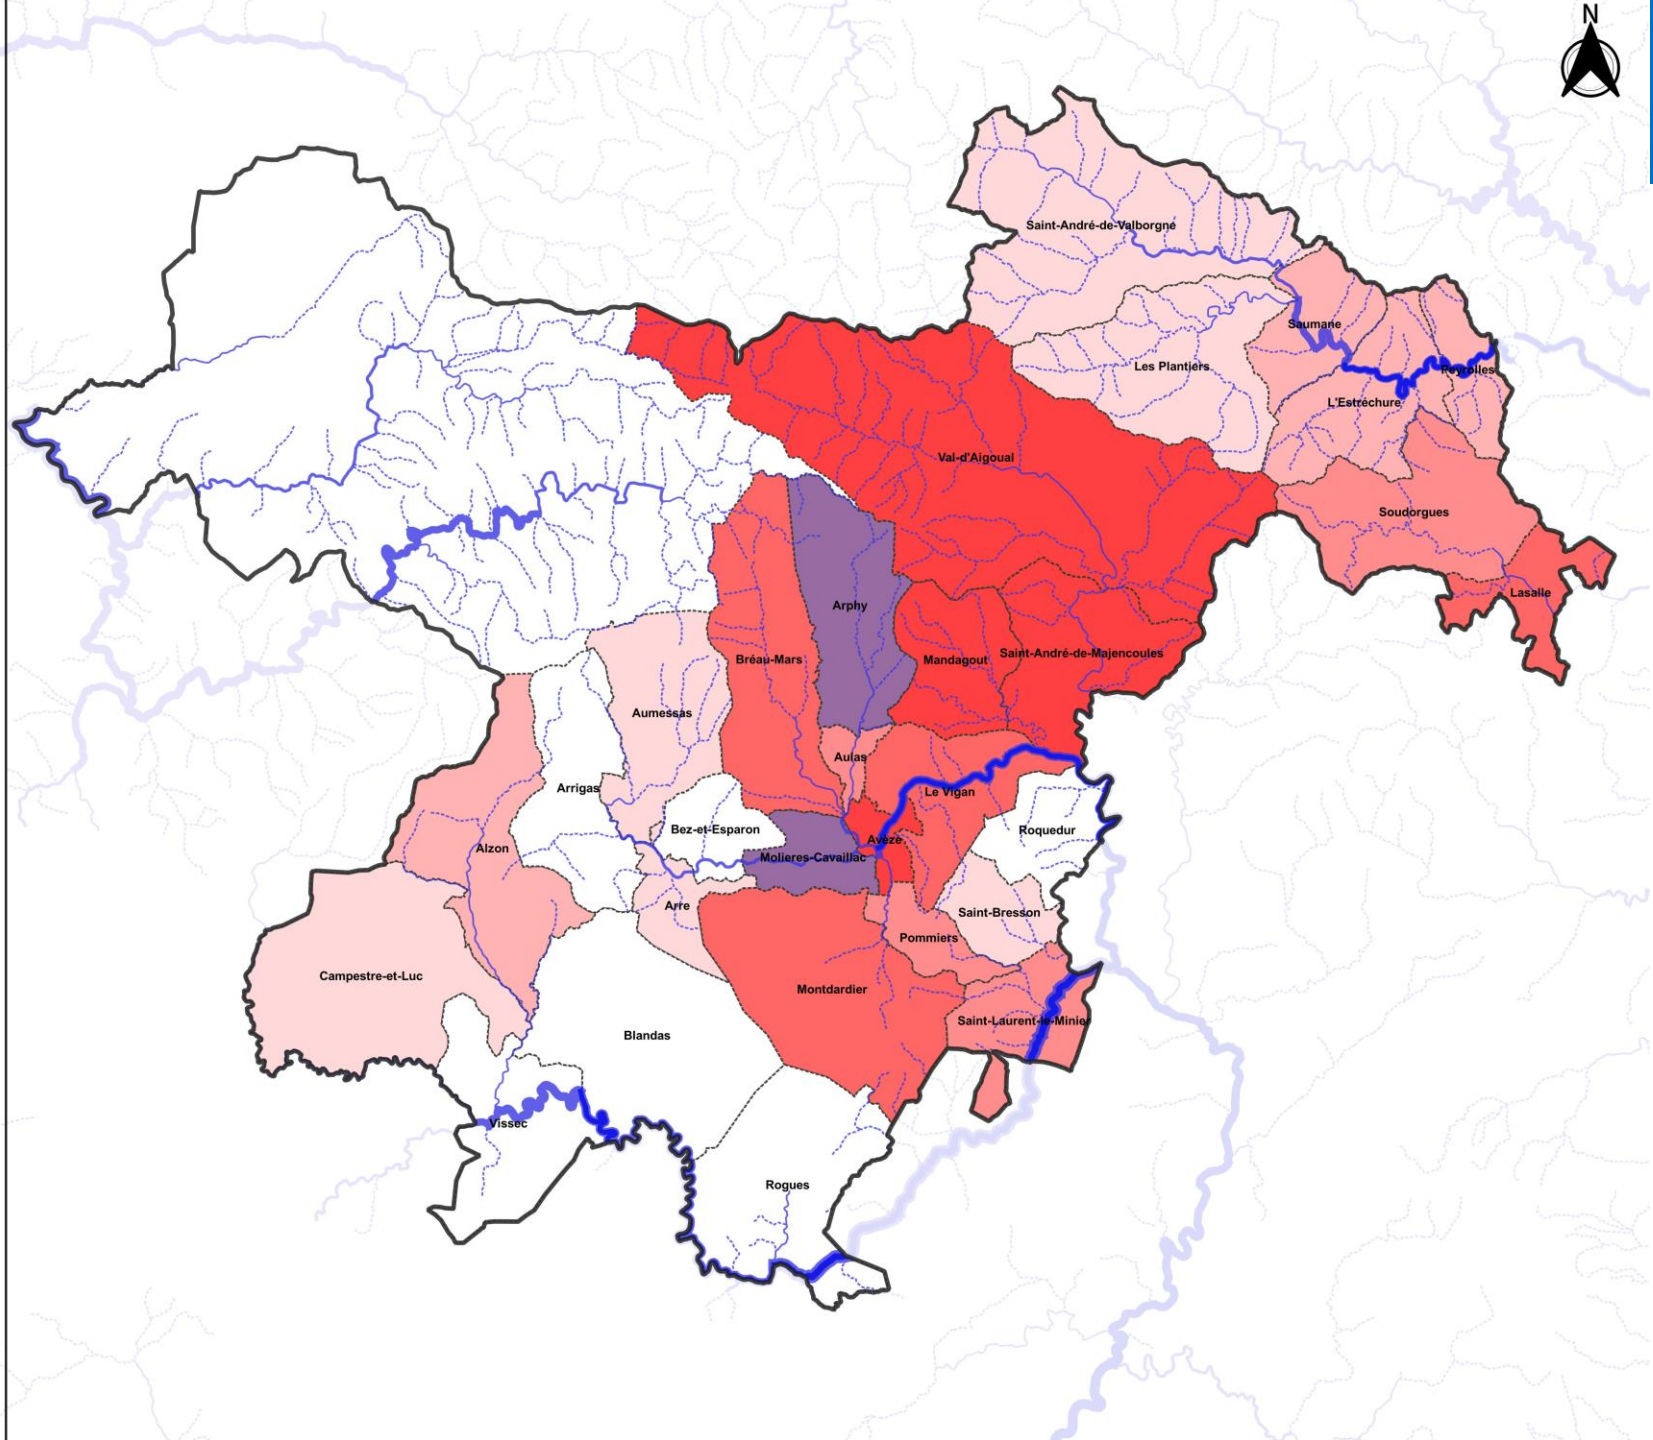 N
Saint-André-de-Valborgne
Saumane
Les Plantiers
Peyrolles
L'Estréchure
Val-d'Aigoual
Soudorgues
Lasalle
Arphy
Bréau-Mars
Mandagout
Saint-André-de-Majencoules
Aumessas
Aulas
Arrigas
Le Vigan
Bez-et-Esparon
Roquedur
Avèze
Alzon
Molieres-Cavaillac
Arre
Saint-Bresson
Pommiers
Campestre-et-Luc
Montdardier
Saint-Laurent-le-Minier
Blandas
Vissec
Rogues